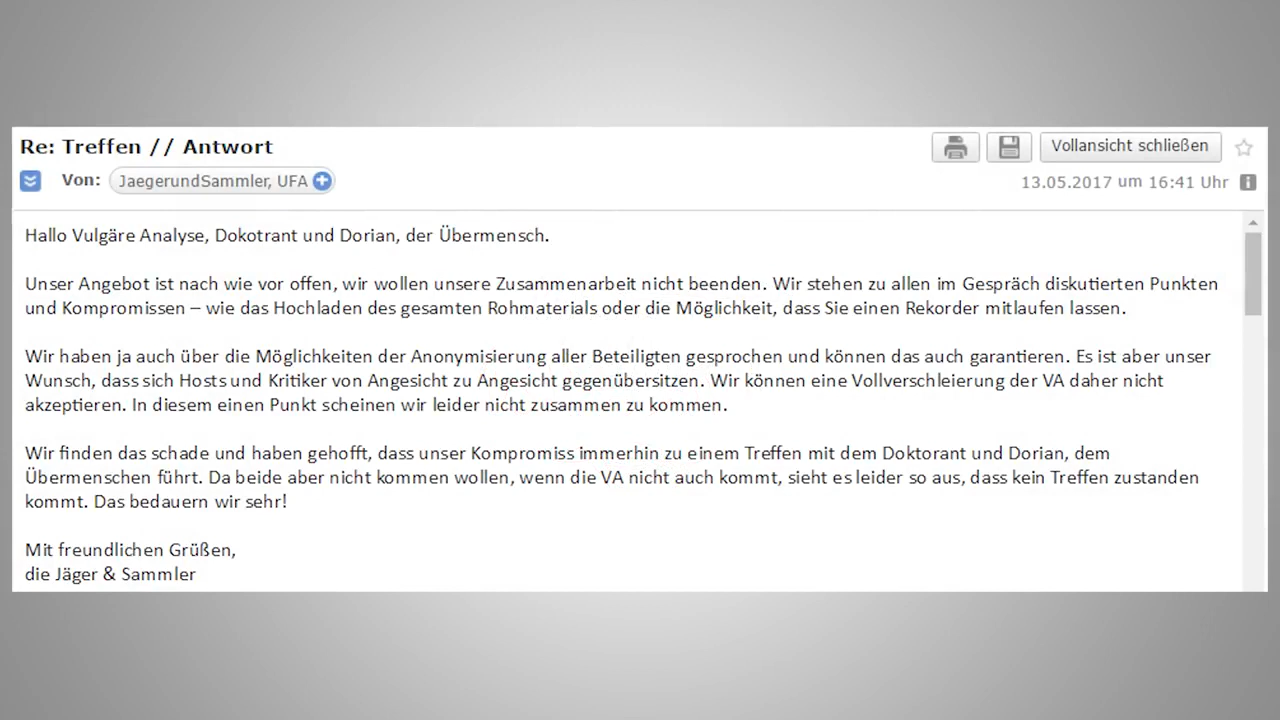 Re: Treffen // Antwort
Vollansicht schließen
Von: JaegerundSammler, UFA
13.05.2017 um 16:41 Uhr
Hallo Vulgäre Analyse, Dokotrant und Dorian, der Übermensch.
Unser Angebot ist nach wie vor offen, wir wollen unsere Zusammenarbeit nicht beenden. Wir stehen zu allen im Gespräch diskutierten Punkten
und Kompromissen – wie das Hochladen des gesamten Rohmaterials oder die Möglichkeit, dass Sie einen Rekorder mitlaufen lassen.
Wir haben ja auch über die Möglichkeiten der Anonymisierung aller Beteiligten gesprochen und können das auch garantieren. Es ist aber unser
Wunsch, dass sich Hosts und Kritiker von Angesicht zu Angesicht gegenübersitzen. Wir können eine Vollverschleierung der VA daher nicht
akzeptieren. In diesem einen Punkt scheinen wir leider nicht zusammen zu kommen.
Wir finden das schade und haben gehofft, dass unser Kompromiss immerhin zu einem Treffen mit dem Doktorant und Dorian, dem
Übermenschen führt. Da beide aber nicht kommen wollen, wenn die VA nicht auch kommt, sieht es leider so aus, dass kein Treffen zustanden
kommt. Das bedauern wir sehr!
Mit freundlichen Grüßen,
die Jäger & Sammler